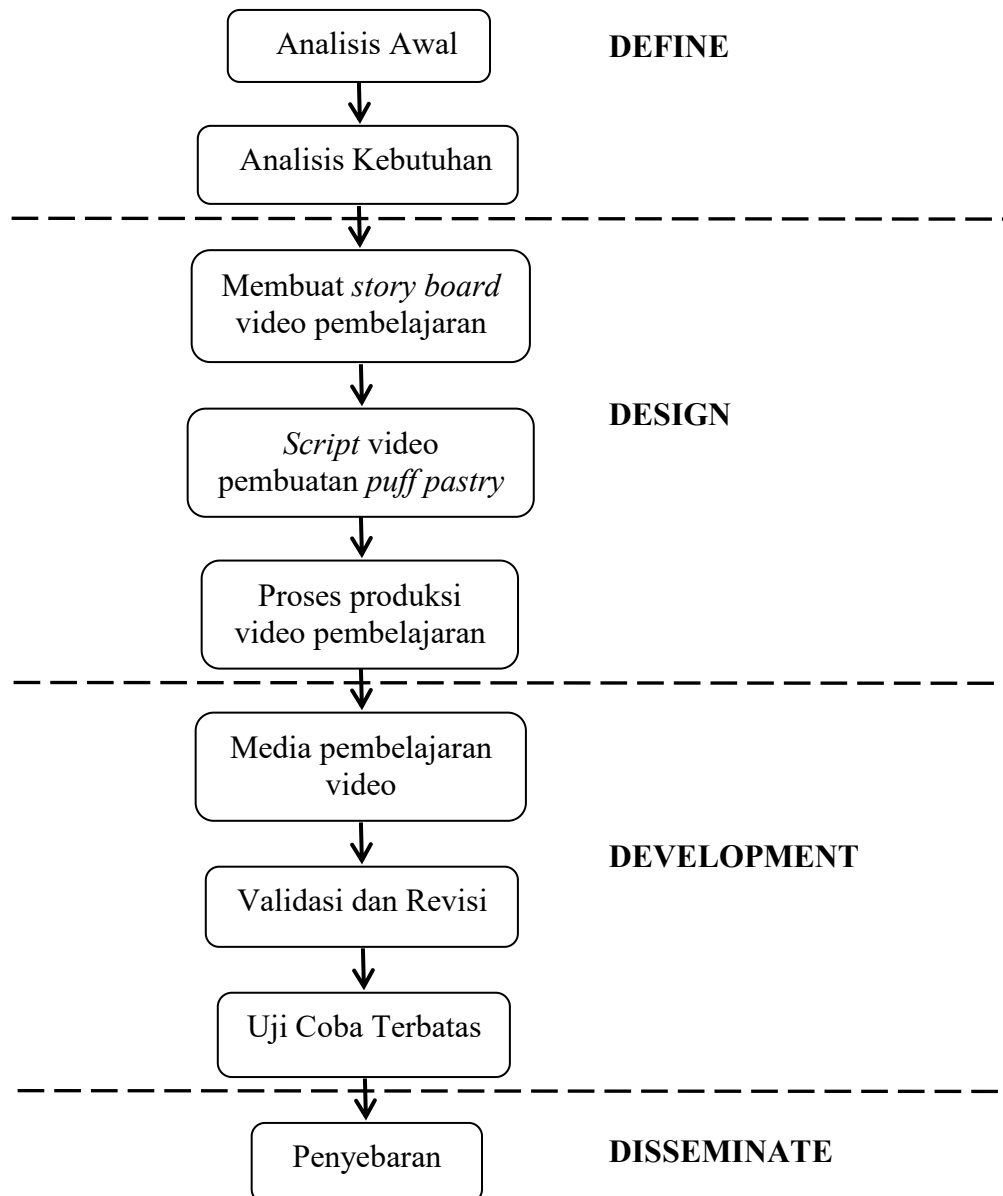 Analisis Awal
DEFINE
Analisis Kebutuhan
Membuat story board
video pembelajaran
Script video
pembuatan puff pastry
DESIGN
Proses produksi
video pembelajaran
Media pembelajaran
video
DEVELOPMENT
Validasi dan Revisi
Uji Coba Terbatas
Penyebaran
DISSEMINATE